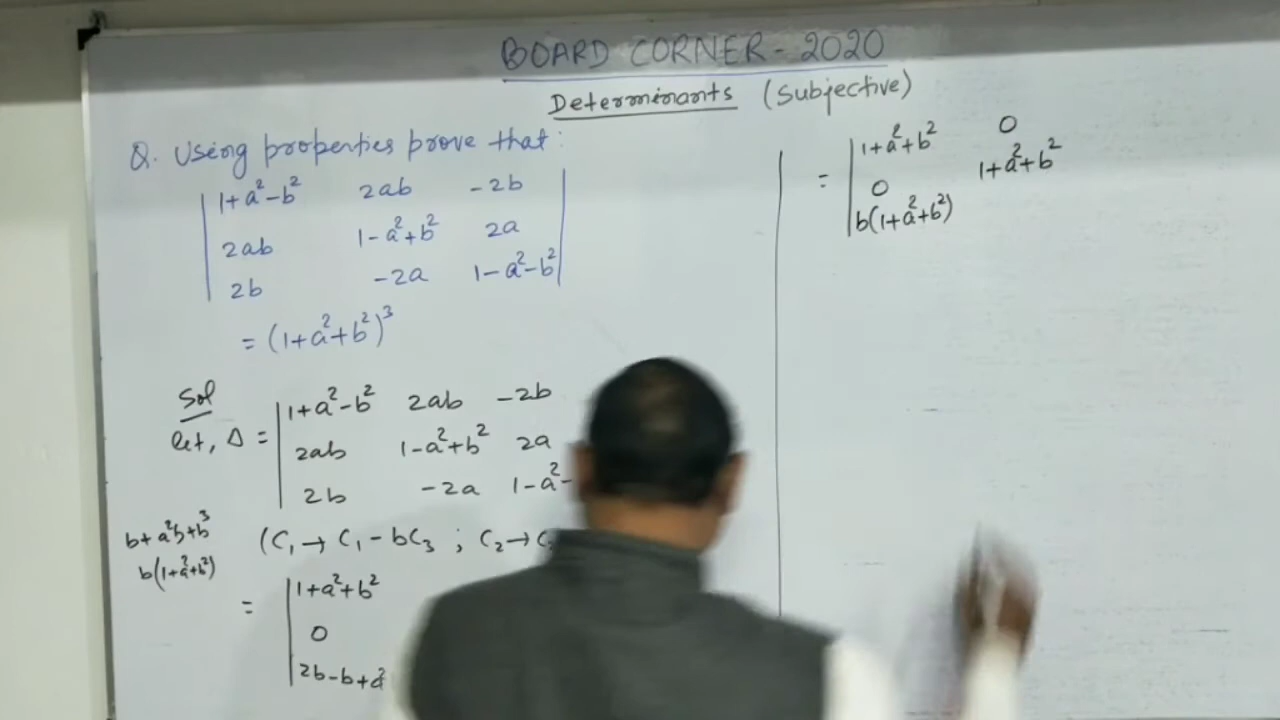 BOARD CORNER - 2020
Determinants (Subjective)
Q. Using properties prove that:
| 1+a²-b² 2ab -2b |
| 2ab 1-a²+b² 2a |
| 2b -2a 1-a²-b² |
= (1+a²+b²)³
Sol
let, Δ = | 1+a²-b² 2ab -2b
2ab 1-a²+b² 2a
2b -2a 1-a²-
b+a²b+b³
b(1+a²+b²)
(C₁→ C₁ - bC₃ ; C₂→
= | 1+a²+b²
0
2b-b+a²
= | 1+a²+b² 0
0 1+a²+b²
b(1+a²+b²)